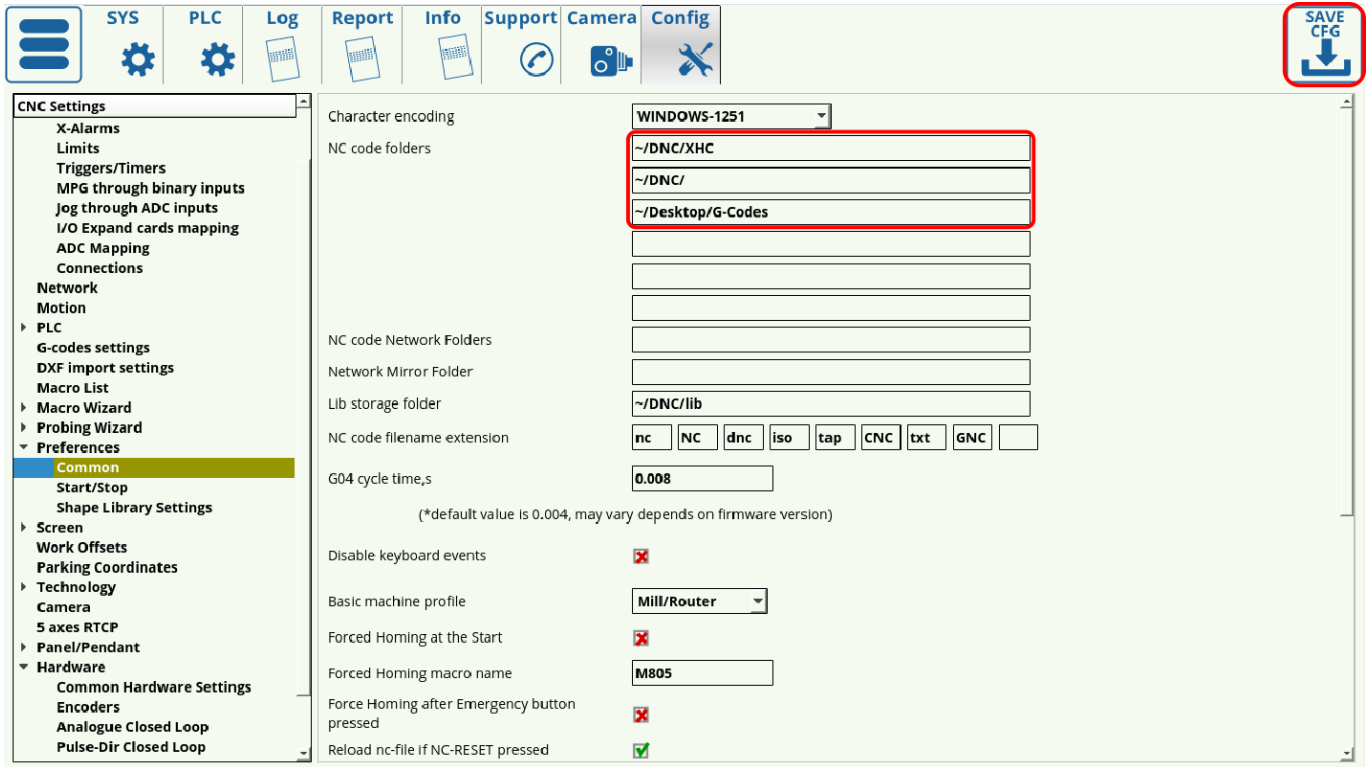 SYS PLC Log Report Info Support Camera Config SAVE CFG
CNC Settings
X-Alarms
Limits
Triggers/Timers
MPG through binary inputs
Jog through ADC inputs
I/O Expand cards mapping
ADC Mapping
Connections
Network
Motion
PLC
G-codes settings
DXF import settings
Macro List
Macro Wizard
Probing Wizard
Preferences
Common
Start/Stop
Shape Library Settings
Screen
Work Offsets
Parking Coordinates
Technology
Camera
5 axes RTCP
Panel/Pendant
Hardware
Common Hardware Settings
Encoders
Analogue Closed Loop
Pulse-Dir Closed Loop
Character encoding WINDOWS-1251
NC code folders ~/DNC/XHC
~/DNC/
~/Desktop/G-Codes
NC code Network Folders
Network Mirror Folder
Lib storage folder ~/DNC/lib
NC code filename extension nc NC dnc iso tap CNC txt GNC
G04 cycle time,s 0.008
(*default value is 0.004, may vary depends on firmware version)
Disable keyboard events
Basic machine profile Mill/Router
Forced Homing at the Start
Forced Homing macro name M805
Force Homing after Emergency button
pressed
Reload nc-file if NC-RESET pressed